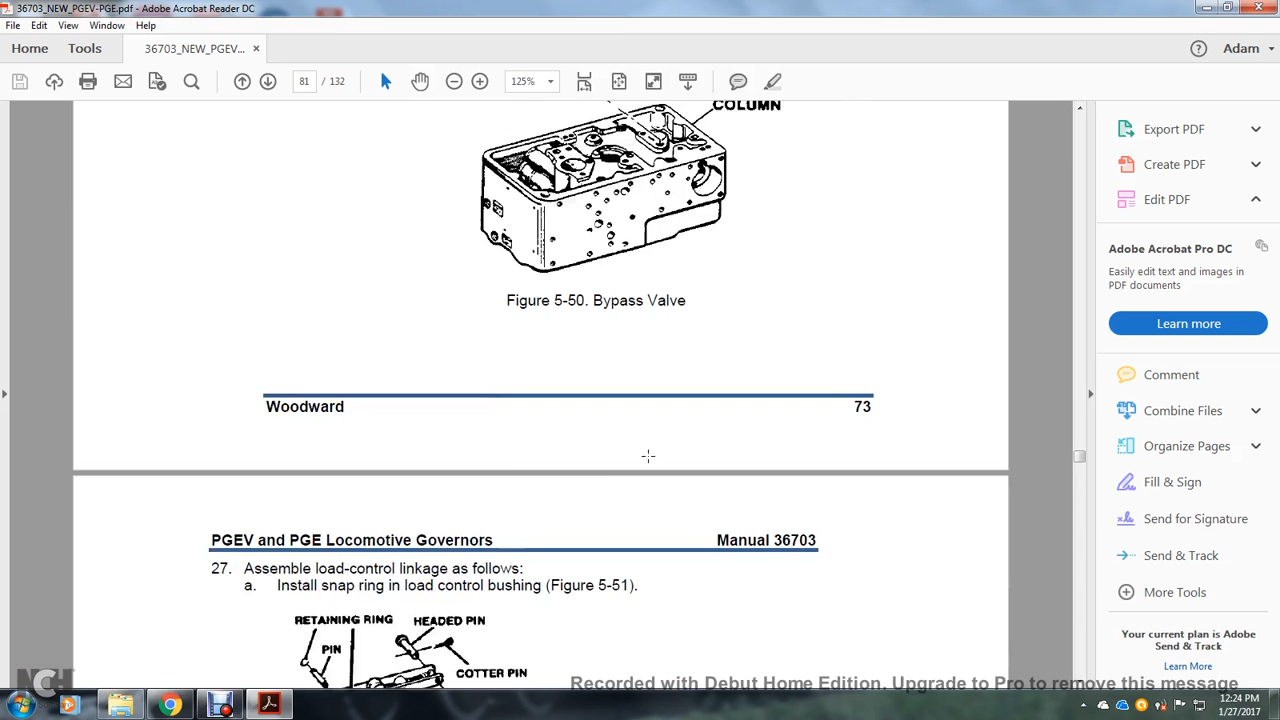 36703_NEW_PGEV-PGE.pdf - Adobe Acrobat Reader DC
File Edit View Window Help
Home Tools 36703_NEW_PGEV... × Adam
81 / 132 125%
COLUMN
Figure 5-50. Bypass Valve
Woodward 73
PGEV and PGE Locomotive Governors Manual 36703
27. Assemble load-control linkage as follows:
a. Install snap ring in load control bushing (Figure 5-51).
RETAINING RING HEADED PIN
PIN
COTTER PIN
Export PDF
Create PDF
Edit PDF
Adobe Acrobat Pro DC
Easily edit text and images in
PDF documents
Learn more
Comment
Combine Files
Organize Pages
Fill & Sign
Send for Signature
Send & Track
More Tools
Your current plan is Adobe
Send & Track
Learn More
NCH
Recorded with Debut Home Edition. Upgrade to Pro to remove this message
12:24 PM
1/27/2017